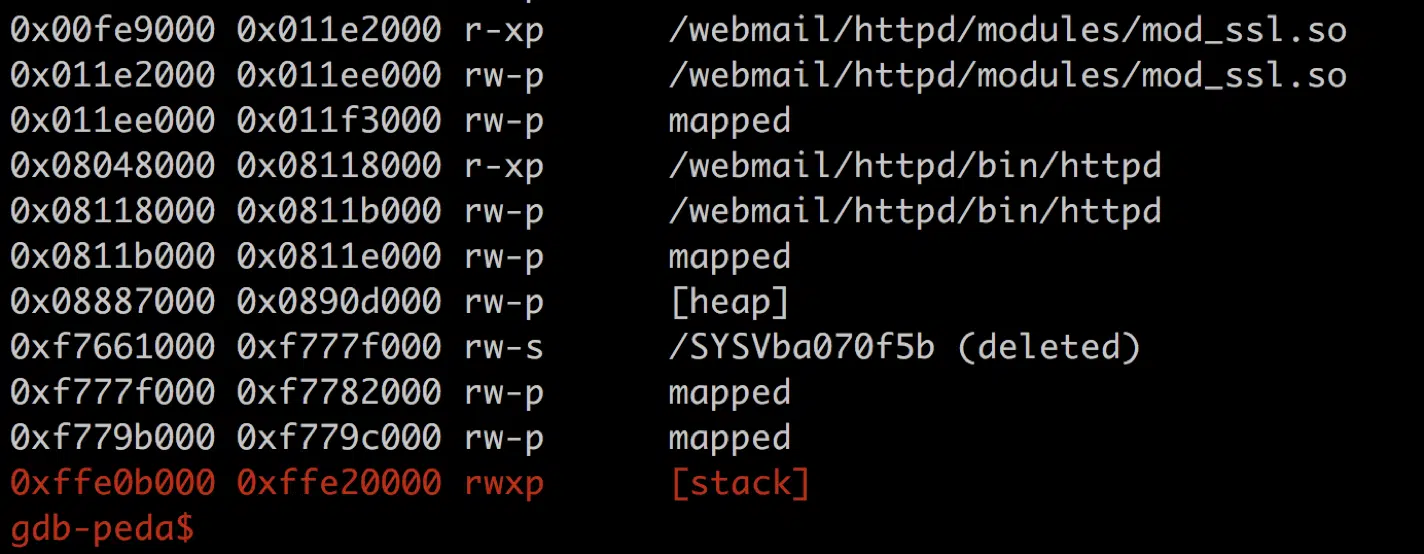 0x00fe9000 0x011e2000 r-xp /webmail/httpd/modules/mod_ssl.so
0x011e2000 0x011ee000 rw-p /webmail/httpd/modules/mod_ssl.so
0x011ee000 0x011f3000 rw-p mapped
0x08048000 0x08118000 r-xp /webmail/httpd/bin/httpd
0x08118000 0x0811b000 rw-p /webmail/httpd/bin/httpd
0x0811b000 0x0811e000 rw-p mapped
0x08887000 0x0890d000 rw-p [heap]
0xf7661000 0xf777f000 rw-s /SYSVba070f5b (deleted)
0xf777f000 0xf7782000 rw-p mapped
0xf779b000 0xf779c000 rw-p mapped
0xffe0b000 0xffe20000 rwxp [stack]
gdb-peda$